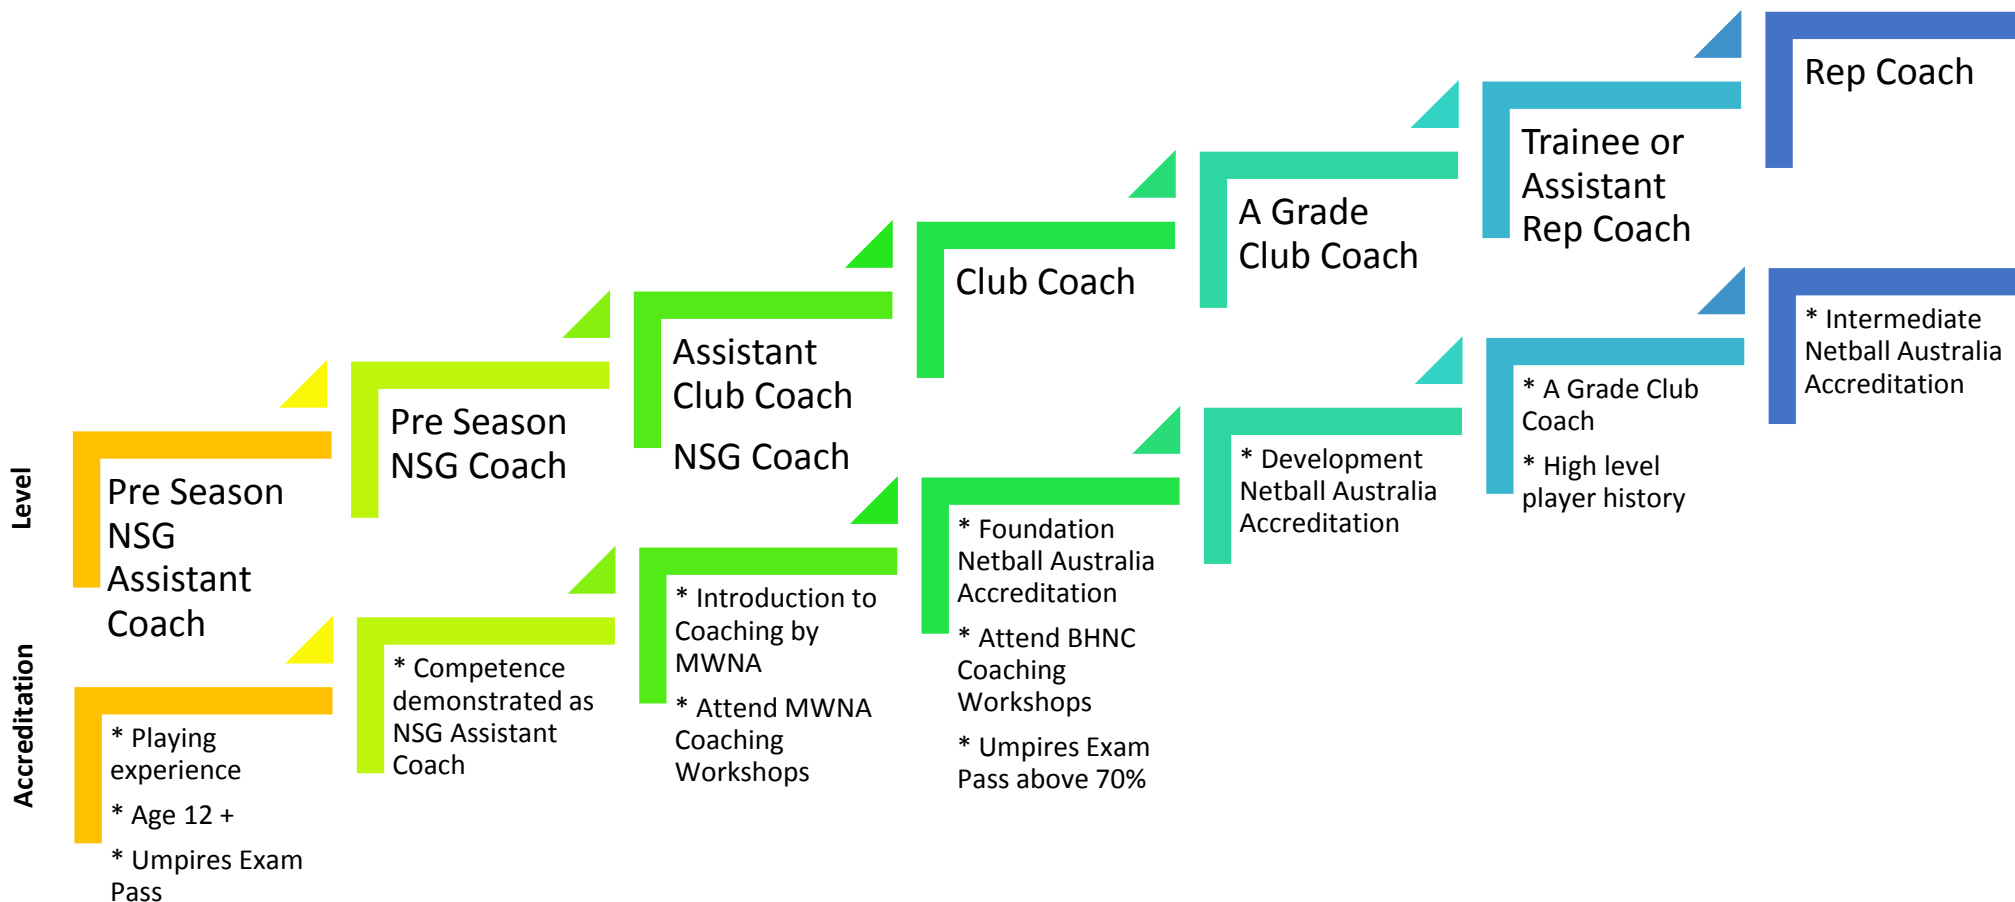 Level
Pre Season
NSG
Assistant
Coach
Pre Season
NSG Coach
Assistant
Club Coach
NSG Coach
Club Coach
A Grade
Club Coach
Trainee or
Assistant
Rep Coach
Rep Coach
Accreditation
* Playing
experience
* Age 12 +
* Umpires Exam
Pass
* Competence
demonstrated as
NSG Assistant
Coach
* Introduction to
Coaching by
MWNA
* Attend MWNA
Coaching
Workshops
* Foundation
Netball Australia
Accreditation
* Attend BHNC
Coaching
Workshops
* Umpires Exam
Pass above 70%
* Development
Netball Australia
Accreditation
* A Grade Club
Coach
* High level
player history
* Intermediate
Netball Australia
Accreditation